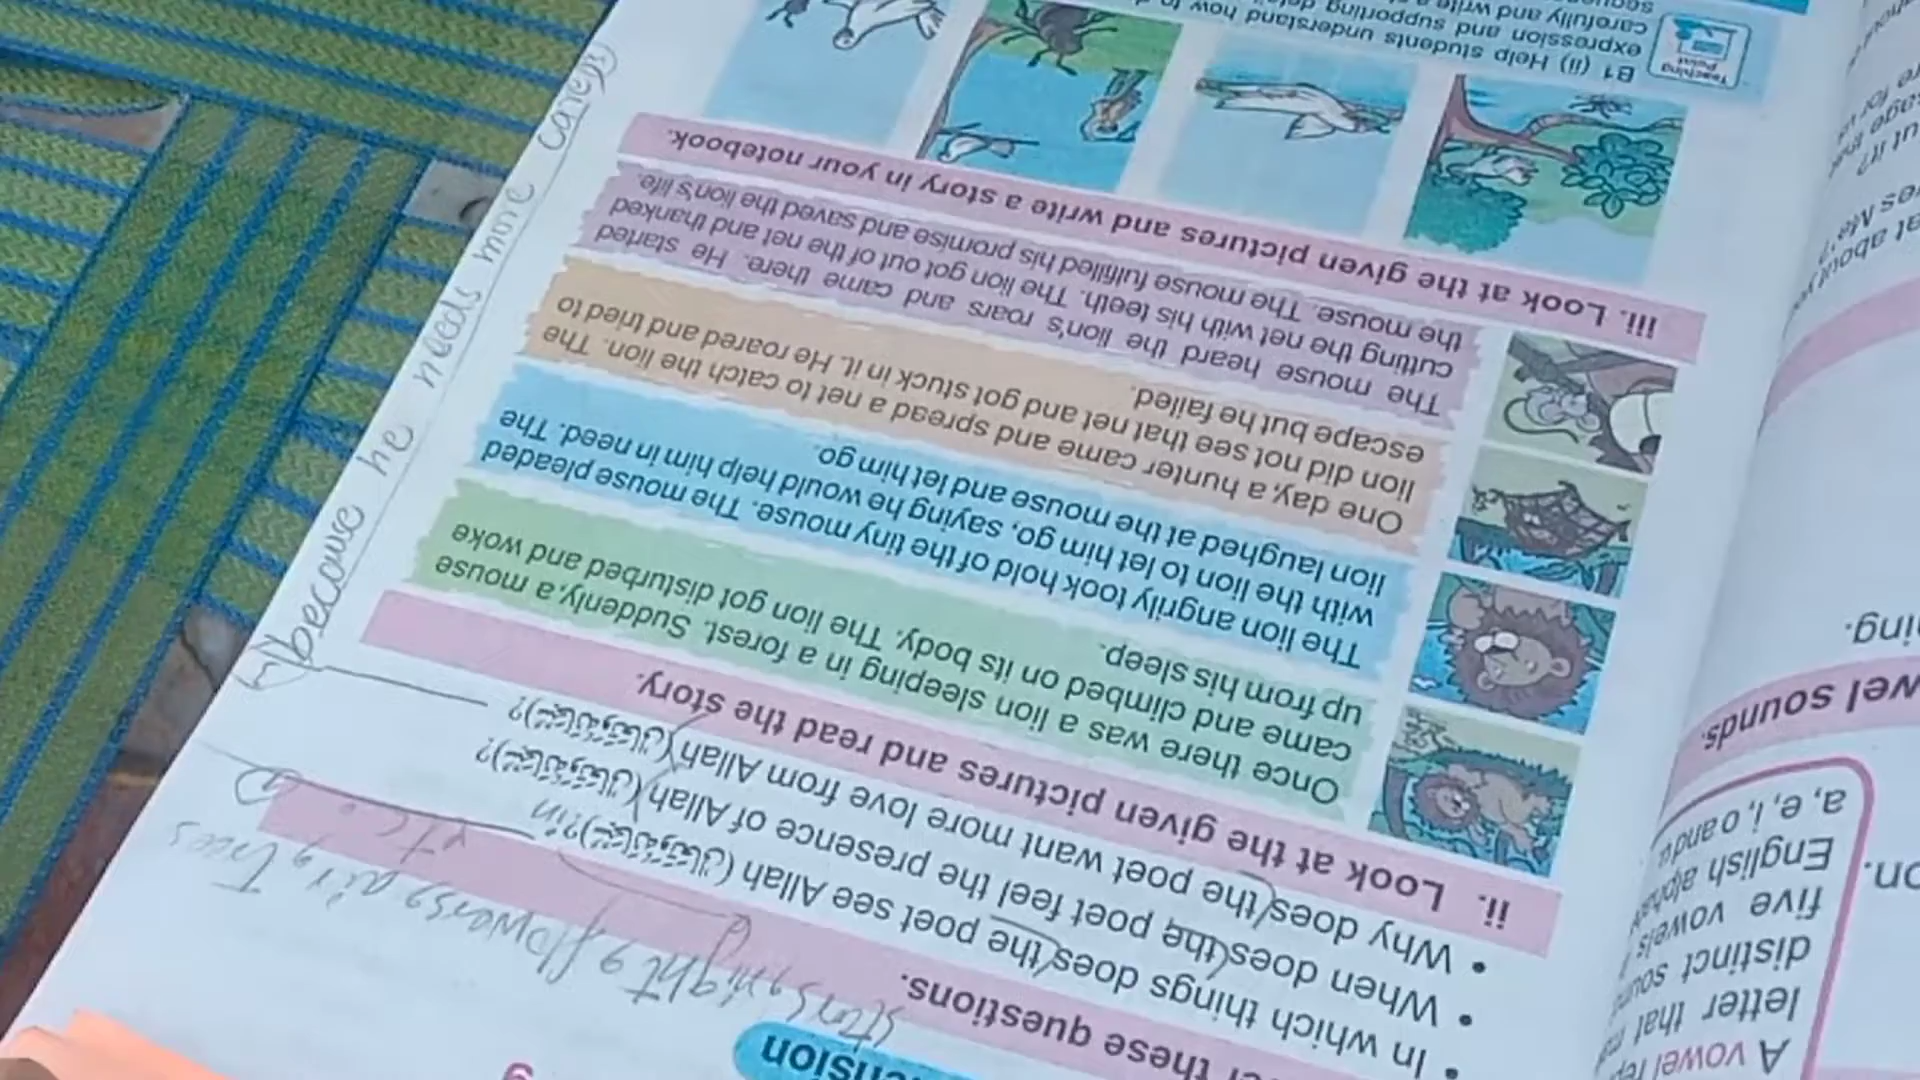 these questions.
stars, night, flowers, air, trees
etc.
• In which things does the poet see Allah (سُبْحَانَهُ وَتَعَالَىٰ) in?
• When does the poet feel the presence of Allah (سُبْحَانَهُ وَتَعَالَىٰ)?
• Why does the poet want more love from Allah (سُبْحَانَهُ وَتَعَالَىٰ)?
because he needs more
ii. Look at the given pictures and read the story.
Once there was a lion sleeping in a forest. Suddenly, a mouse
came and climbed on its body. The lion got disturbed and woke
up from his sleep.
The lion angrily took hold of the tiny mouse. The mouse pleaded
with the lion to let him go, saying he would help him in need. The
lion laughed at the mouse and let him go.
One day, a hunter came and spread a net to catch the lion. The
lion did not see that net and got stuck in it. He roared and tried to
escape but he failed.
The mouse heard the lion's roars and came there. He started
cutting the net with his teeth. The lion got out of the net and thanked
the mouse. The mouse fulfilled his promise and saved the lion's life.
iii. Look at the given pictures and write a story in your notebook.
Teaching
Point
B1 (ii) Help students understand how to
expression and supporting
carefully and write a
A vowel
letter that
distinct
five vowels
English
a, e, i, o and u
vowel sounds.